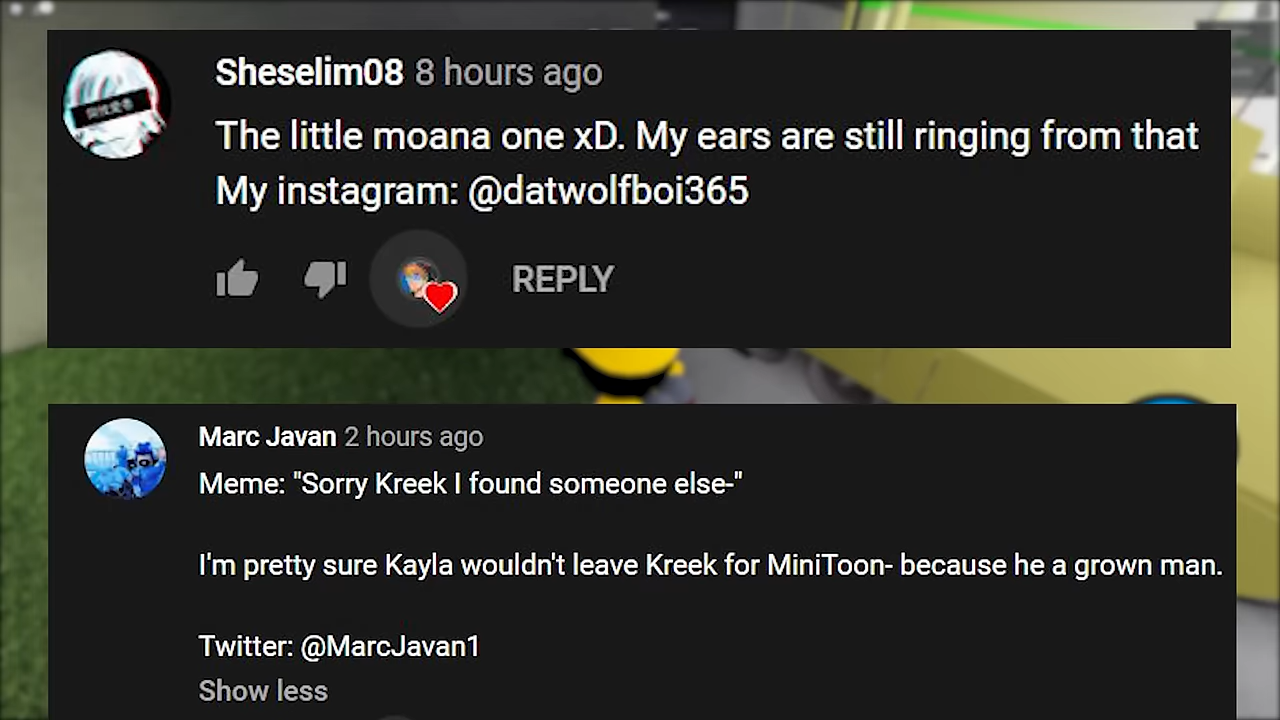 Sheselim08 8 hours ago
The little moana one xD. My ears are still ringing from that
My instagram: @datwolfboi365
REPLY
Marc Javan 2 hours ago
Meme: "Sorry Kreek I found someone else-"
I'm pretty sure Kayla wouldn't leave Kreek for MiniToon- because he a grown man.
Twitter: @MarcJavan1
Show less